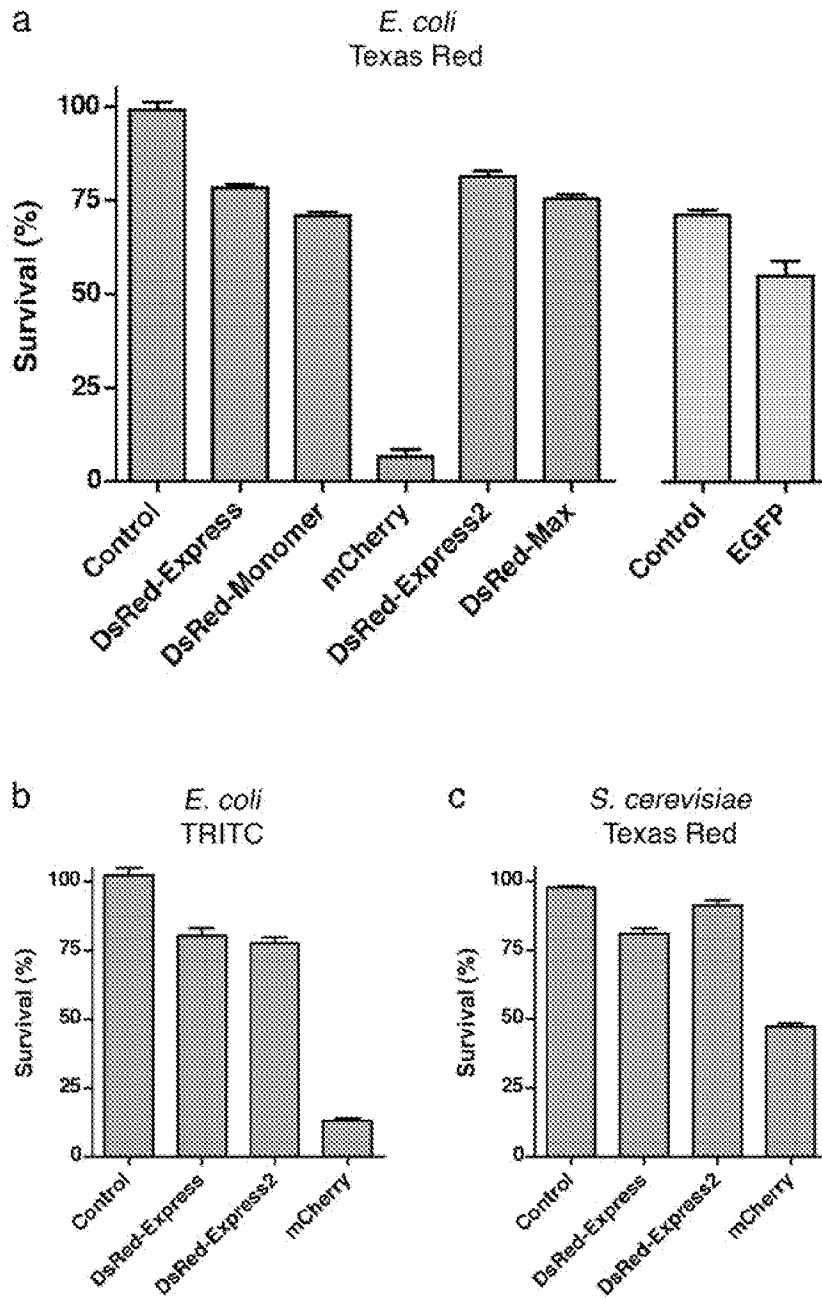 a
E. coli
Texas Red
Survival (%)
100
75
50
25
0
Control
DsRed-Express
DsRed-Monomer
mCherry
DsRed-Express2
DsRed-Max
Control
EGFP
b
E. coli
TRITC
Survival (%)
100
75
50
25
0
Control
DsRed-Express
DsRed-Express2
mCherry
c
S. cerevisiae
Texas Red
Survival (%)
100
75
50
25
0
Control
DsRed-Express
DsRed-Express2
mCherry